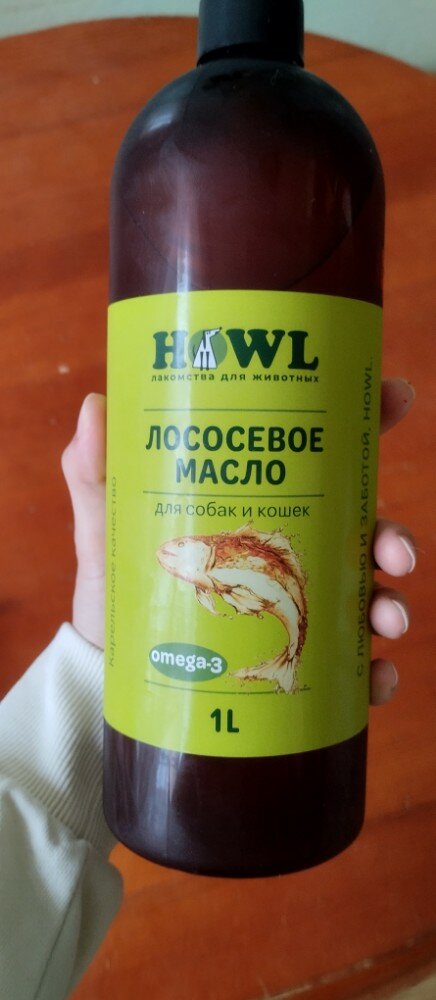 HOWL
лакомства для животных
ЛОСОСЕВОЕ
МАСЛО
для собак и кошек
omega-3
1L
Карельское качество
С ЛЮБОВЬЮ И ЗАБОТОЙ, HOWL